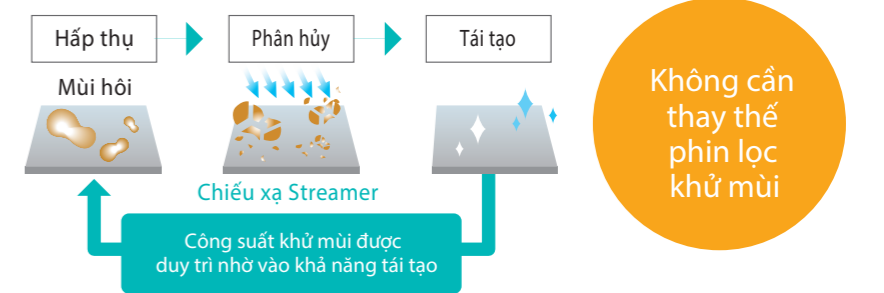 Hấp thụ
Phân hủy
Tái tạo
Mùi hôi
Chiếu xạ Streamer
Công suất khử mùi được
duy trì nhờ vào khả năng tái tạo
Không cần
thay thế
phin lọc
khử mùi